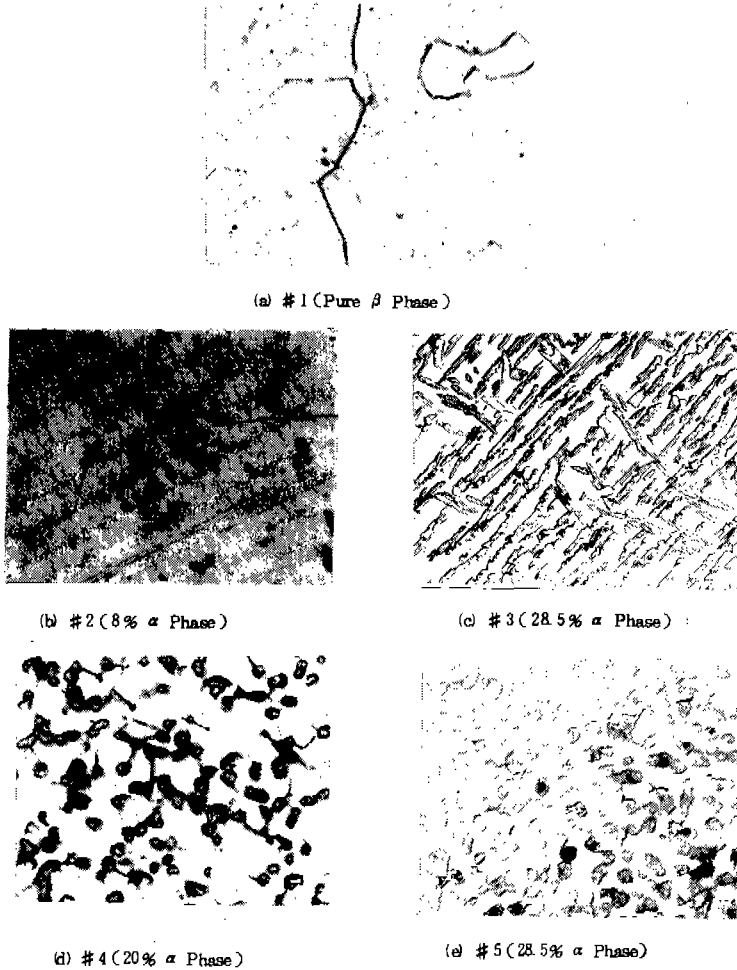 (a) # 1 (Pure β Phase)
(b) # 2 (8% α Phase)
(c) # 3 (28.5% α Phase)
(d) # 4 (20% α Phase)
(e) # 5 (28.5% α Phase)